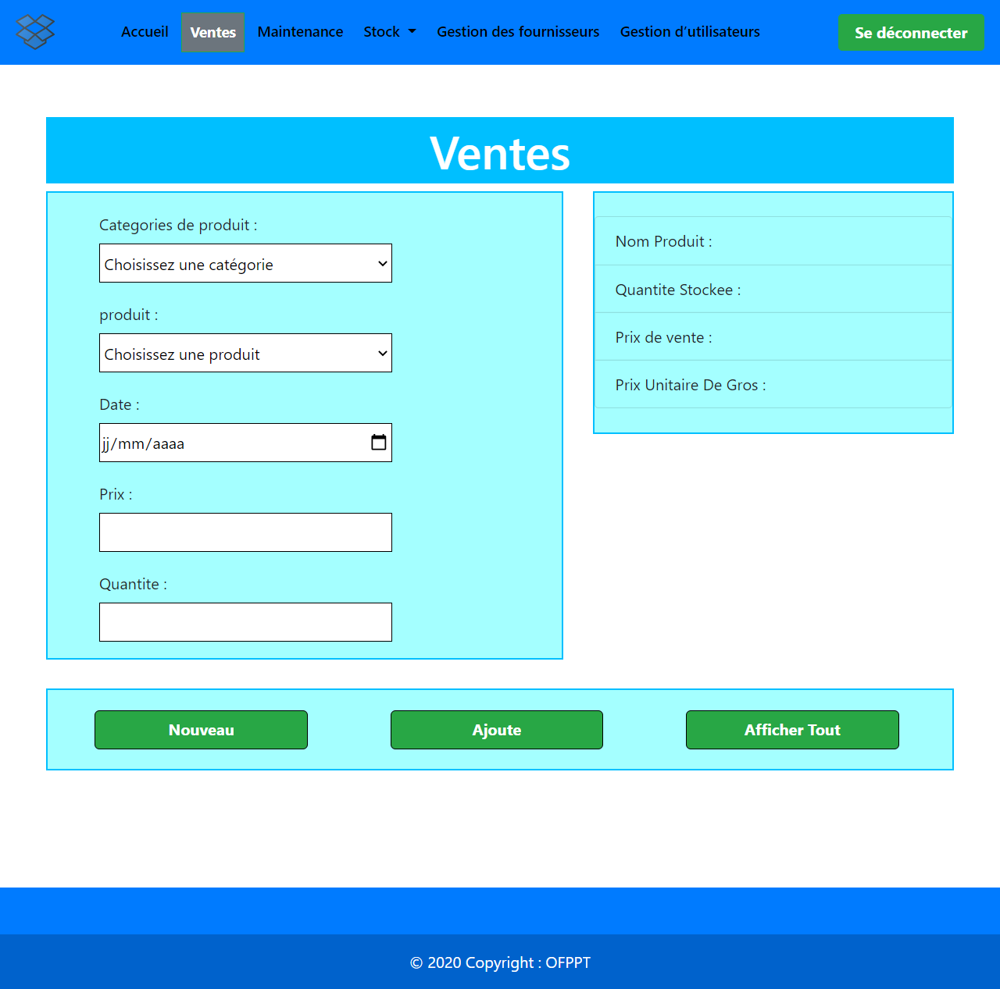 Accueil Ventes Maintenance Stock Gestion des fournisseurs Gestion d'utilisateurs Se déconnecter
Ventes
Categories de produit :
Choisissez une catégorie
produit :
Choisissez une produit
Date :
jj/mm/aaaa
Prix :
Quantite :
Nom Produit :
Quantite Stockee :
Prix de vente :
Prix Unitaire De Gros :
Nouveau Ajoute Afficher Tout
© 2020 Copyright : OFPPT